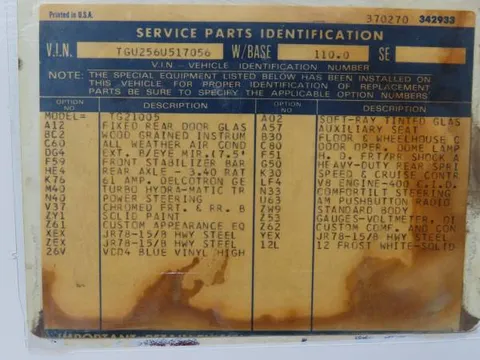 Printed in U.S.A. 370270 342933
SERVICE PARTS IDENTIFICATION
V.I.N. TGU256U517056 W/BASE 110.0 SE
V.I.N. - VEHICLE IDENTIFICATION NUMBER
NOTE: THE SPECIAL EQUIPMENT LISTED BELOW HAS BEEN INSTALLED ON
THIS VEHICLE. FOR PROPER IDENTIFICATION OF REPLACEMENT
PARTS BE SURE TO SPECIFY THE APPLICABLE OPTION NUMBERS
OPTION NO DESCRIPTION OPTION NO DESCRIPTION
MODEL= TG21005
A12 FIXED REAR DOOR GLAS
BC2 WOOD GRAINED INSTRUM
C60 ALL WEATHER AIR COND
DG4 EXT. B/EYE MIR.(7.5*
F59 FRONT STABILIZER BAR
HE4 REAR AXLE - 3.40 RAT
K76 61 AMP. DELCOTRON GE
M40 TURBO HYDRA-MATIC TR
N40 POWER STEERING
V37 CHROMED FRT. & RR. B
ZY1 SOLID PAINT
Z61 CUSTOM APPEARANCE EQ
XEX JR78-15/B HWY STEEL
ZEX JR78-15/B HWY STEEL
26V VCD4 BLUE VINYL HIGH
A02 SOFT-RAY TINTED GLAS
A57 AUXILIARY SEAT
B30 FLOOR & WHEELHOUSE C
C80 DOOR OPER. DOME LAMP
F51 H. D. FRT/RR SHOCK A
G50 HEAVY-DUTY REAR SPRI
K30 SPEED & CRUISE CONTR
LF4 V8 ENGINE-400 C.I.D.
N33 COMFORTILT STEERING
U63 AM PUSHBUTTON RADIO
ZW9 STANDARD BODY
Z53 GAUGES-VOLTMETER, OI
Z62 CUSTOM COMF. AND CON
YEX JR78-15/B HWY STEEL
12L 12 FROST WHITE-SOLID